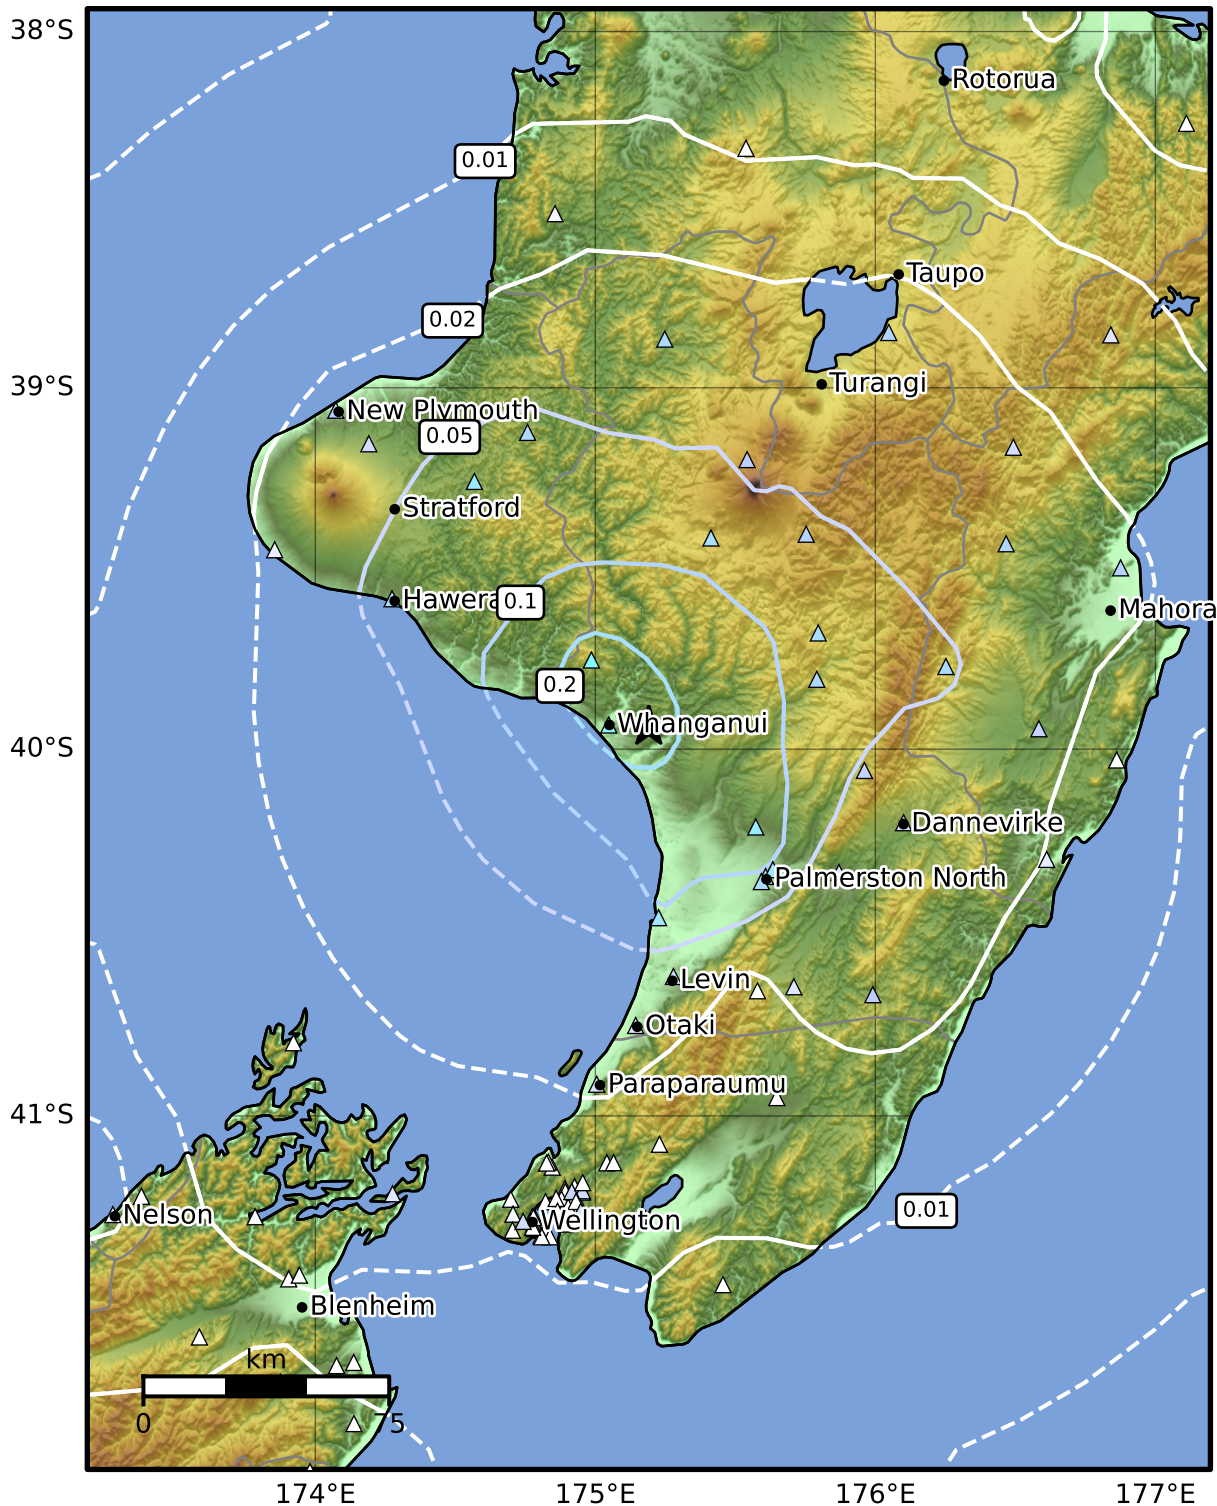 38°S
Rotorua
0.01
Taupo
0.02
Turangi
39°S
New Plymouth
0.05
Stratford
Hawera
0.1
Mahora
0.2
Whanganui
40°S
Dannevirke
Palmerston North
Levin
Otaki
Paraparaumu
41°S
Nelson
Wellington
0.01
Blenheim
km
0
75
174°E
175°E
176°E
177°E